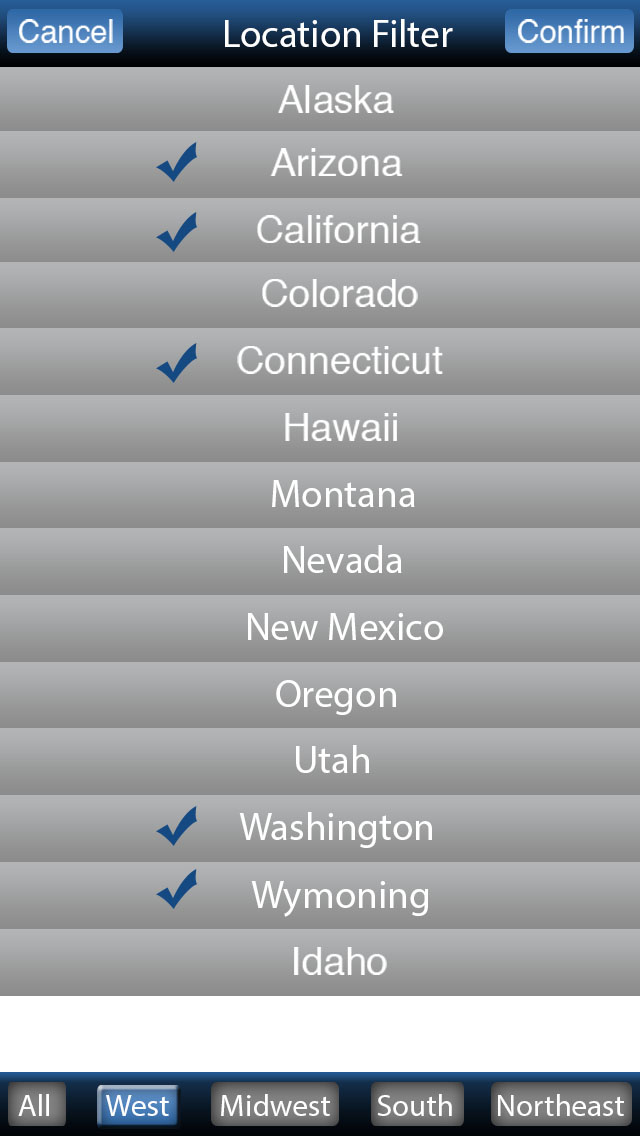 Cancel Location Filter Confirm
Alaska
Arizona
California
Colorado
Connecticut
Hawaii
Montana
Nevada
New Mexico
Oregon
Utah
Washington
Wymoning
Idaho
All West Midwest South Northeast